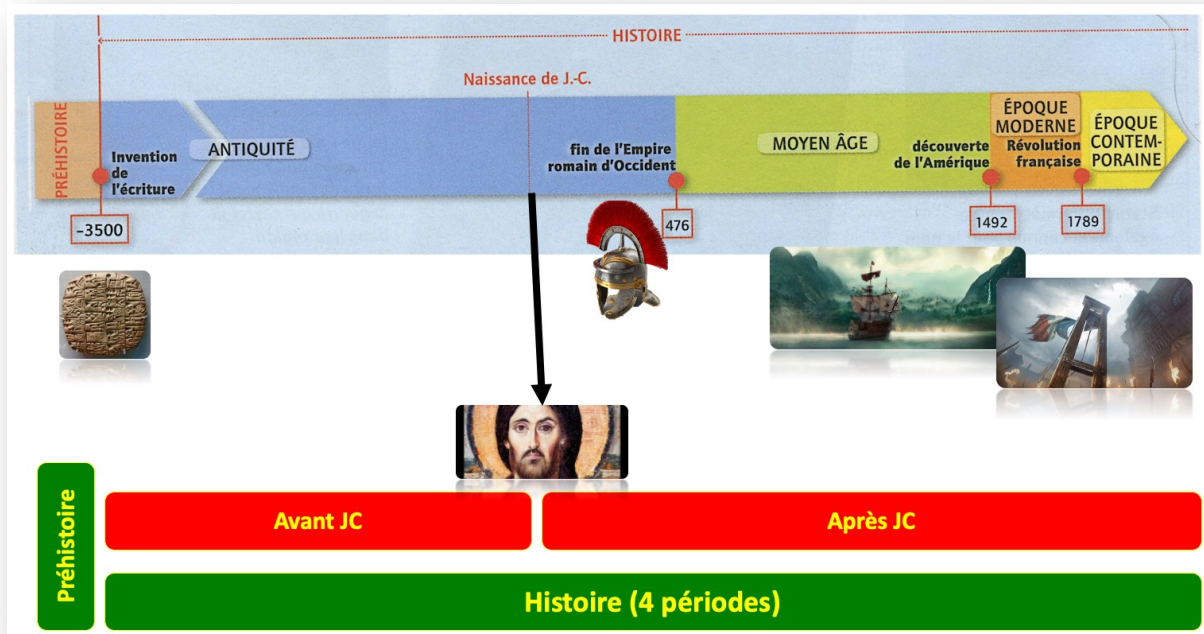 HISTOIRE
Naissance de J.-C.
PRÉHISTOIRE
Invention
de
l'écriture
ANTIQUITÉ
fin de l'Empire
romain d'Occident
MOYEN ÂGE
découverte
de l'Amérique
ÉPOQUE
MODERNE
Révolution
française
ÉPOQUE
CONTEM-
PORAINE
-3500
476
1492
1789
Préhistoire
Avant JC
Après JC
Histoire (4 périodes)